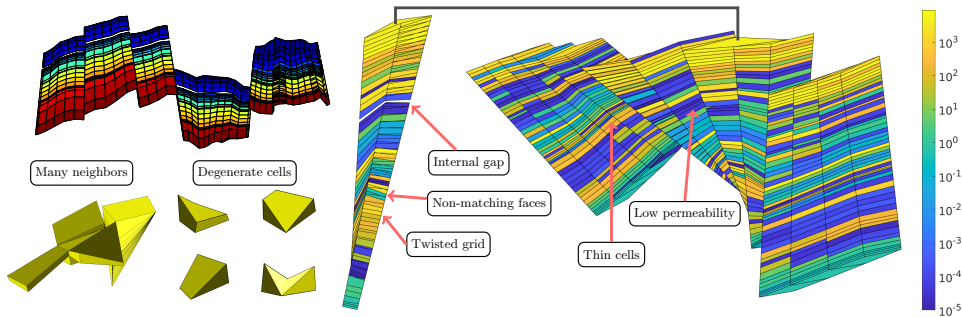 Many neighbors
Degenerate cells
Internal gap
Non-matching faces
Twisted grid
Low permeability
Thin cells
10^3
10^2
10^1
10^0
10^-1
10^-2
10^-3
10^-4
10^-5